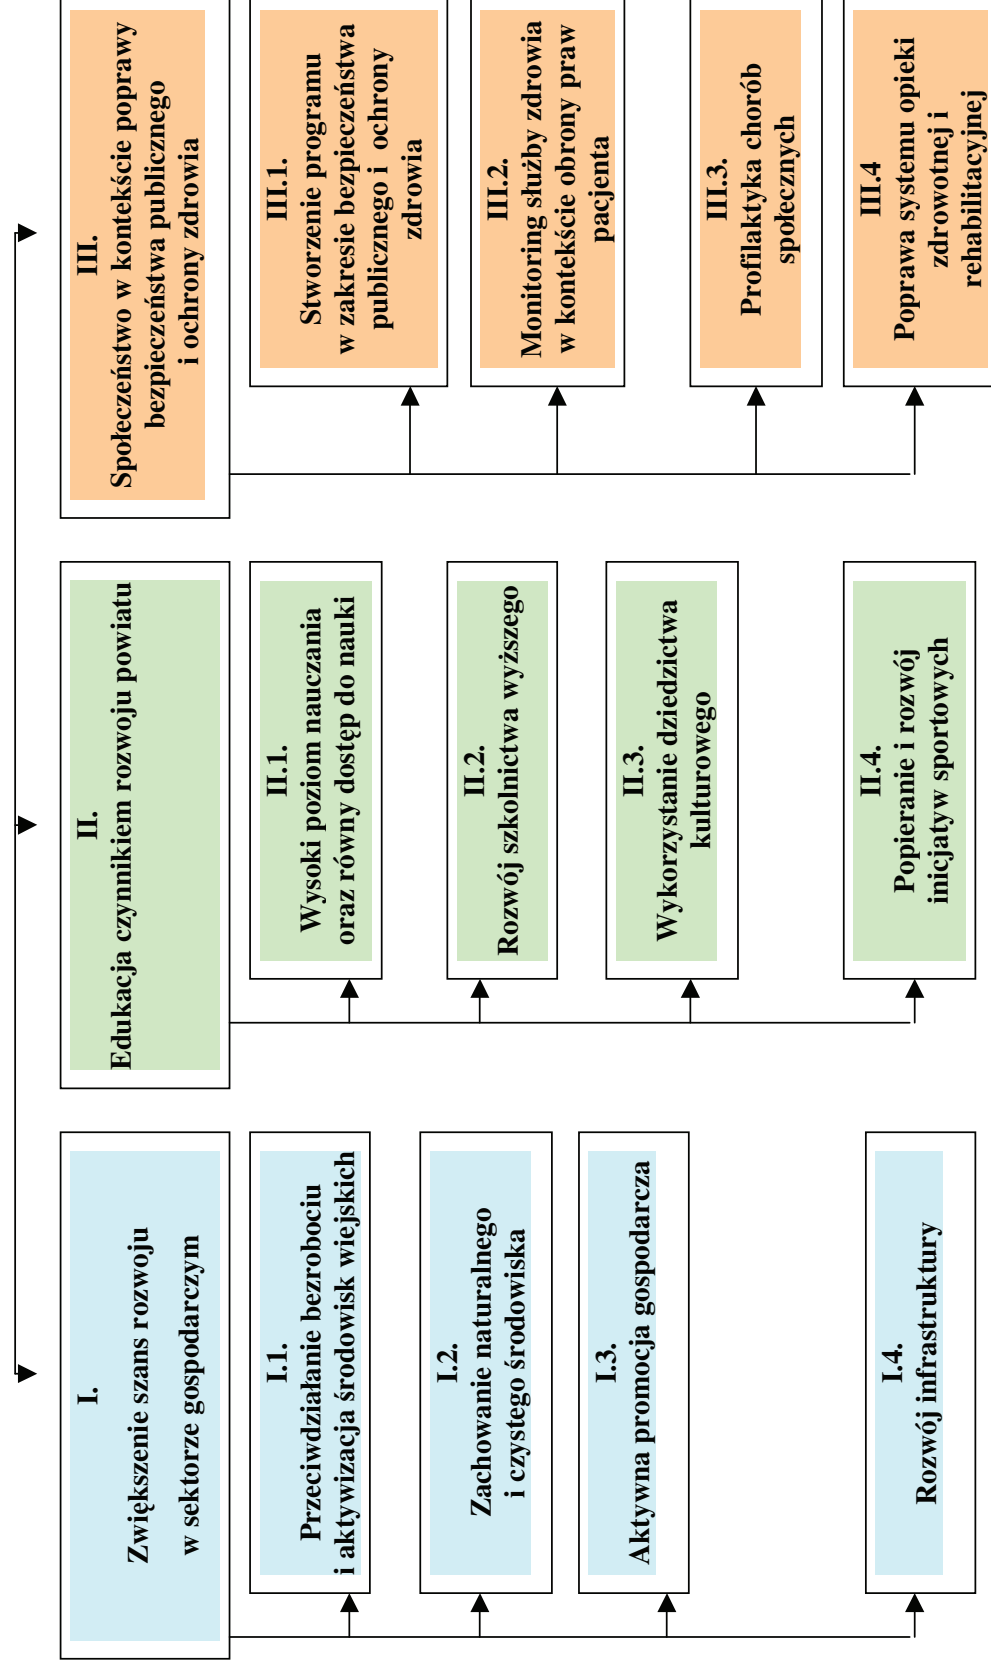 I.
Zwiększenie szans rozwoju
w sektorze gospodarczym
I.1.
Przeciwdziałanie bezrobociu
i aktywizacja środowisk wiejskich
I.2.
Zachowanie naturalnego
i czystego środowiska
I.3.
Aktywna promocja gospodarcza
I.4.
Rozwój infrastruktury
II.
Edukacja czynnikiem rozwoju powiatu
II.1.
Wysoki poziom nauczania
oraz równy dostęp do nauki
II.2.
Rozwój szkolnictwa wyższego
II.3.
Wykorzystanie dziedzictwa
kulturowego
II.4.
Popieranie i rozwój
inicjatyw sportowych
III.
Społeczeństwo w kontekście poprawy
bezpieczeństwa publicznego
i ochrony zdrowia
III.1.
Stworzenie programu
w zakresie bezpieczeństwa
publicznego i ochrony
zdrowia
III.2.
Monitoring służby zdrowia
w kontekście obrony praw
pacjenta
III.3.
Profilaktyka chorób
społecznych
III.4
Poprawa systemu opieki
zdrowotnej i
rehabilitacyjnej